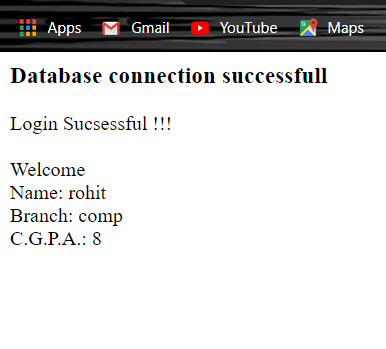 Apps Gmail YouTube Maps
Database connection successfull
Login Sucsessful !!!
Welcome
Name: rohit
Branch: comp
C.G.P.A.: 8